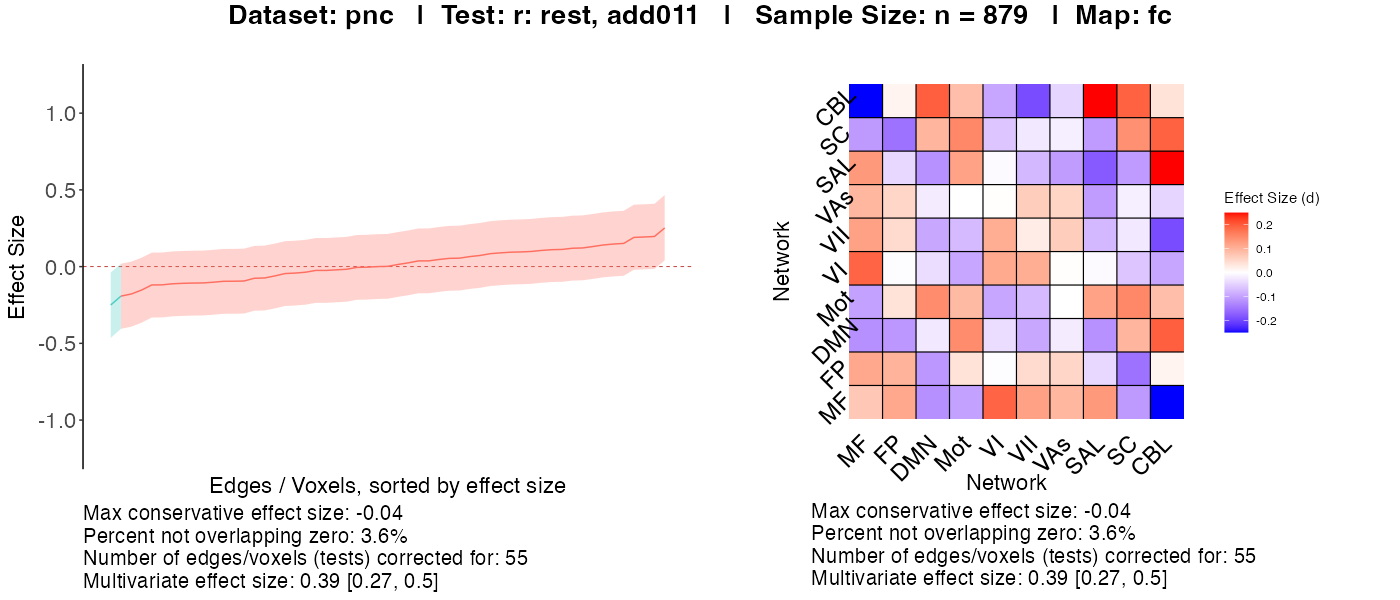 Dataset: pnc | Test: r: rest, add011 | Sample Size: n = 879 | Map: fc
Effect Size
1.0
0.5
0.0
-0.5
-1.0
Edges / Voxels, sorted by effect size
Max conservative effect size: -0.04
Percent not overlapping zero: 3.6%
Number of edges/voxels (tests) corrected for: 55
Multivariate effect size: 0.39 [0.27, 0.5]
Network
CBL
SC
SAL
VAs
VII
VI
Mot
DMN
FP
MF
MF FP DMN Mot VI VII VAs SAL SC CBL
Network
Effect Size (d)
0.2
0.1
0.0
-0.1
-0.2
Max conservative effect size: -0.04
Percent not overlapping zero: 3.6%
Number of edges/voxels (tests) corrected for: 55
Multivariate effect size: 0.39 [0.27, 0.5]